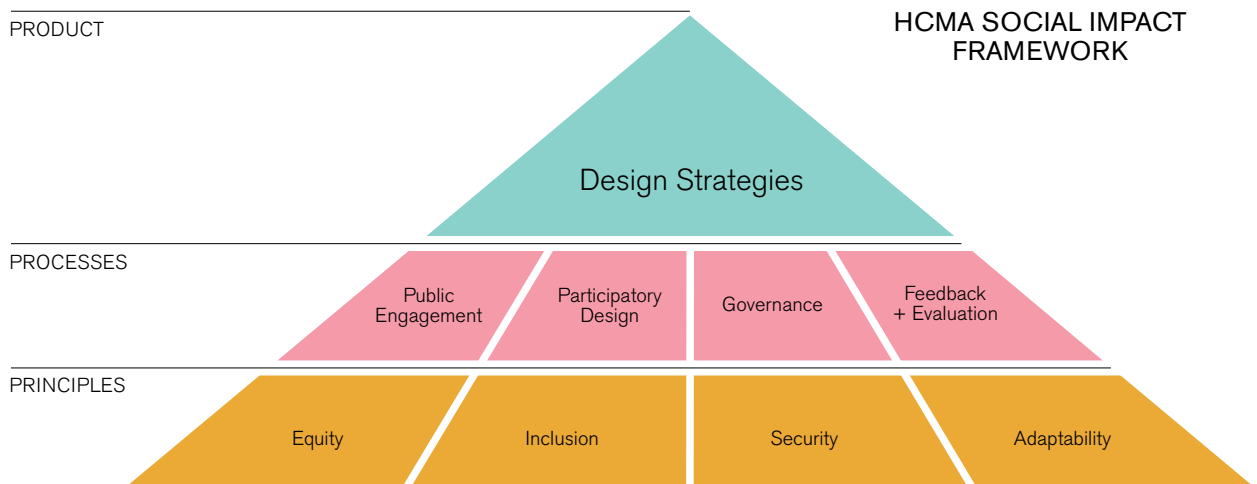 PRODUCT
HCMA SOCIAL IMPACT
FRAMEWORK
Design Strategies
PROCESSES
Public
Engagement
Participatory
Design
Governance
Feedback
+ Evaluation
PRINCIPLES
Equity
Inclusion
Security
Adaptability